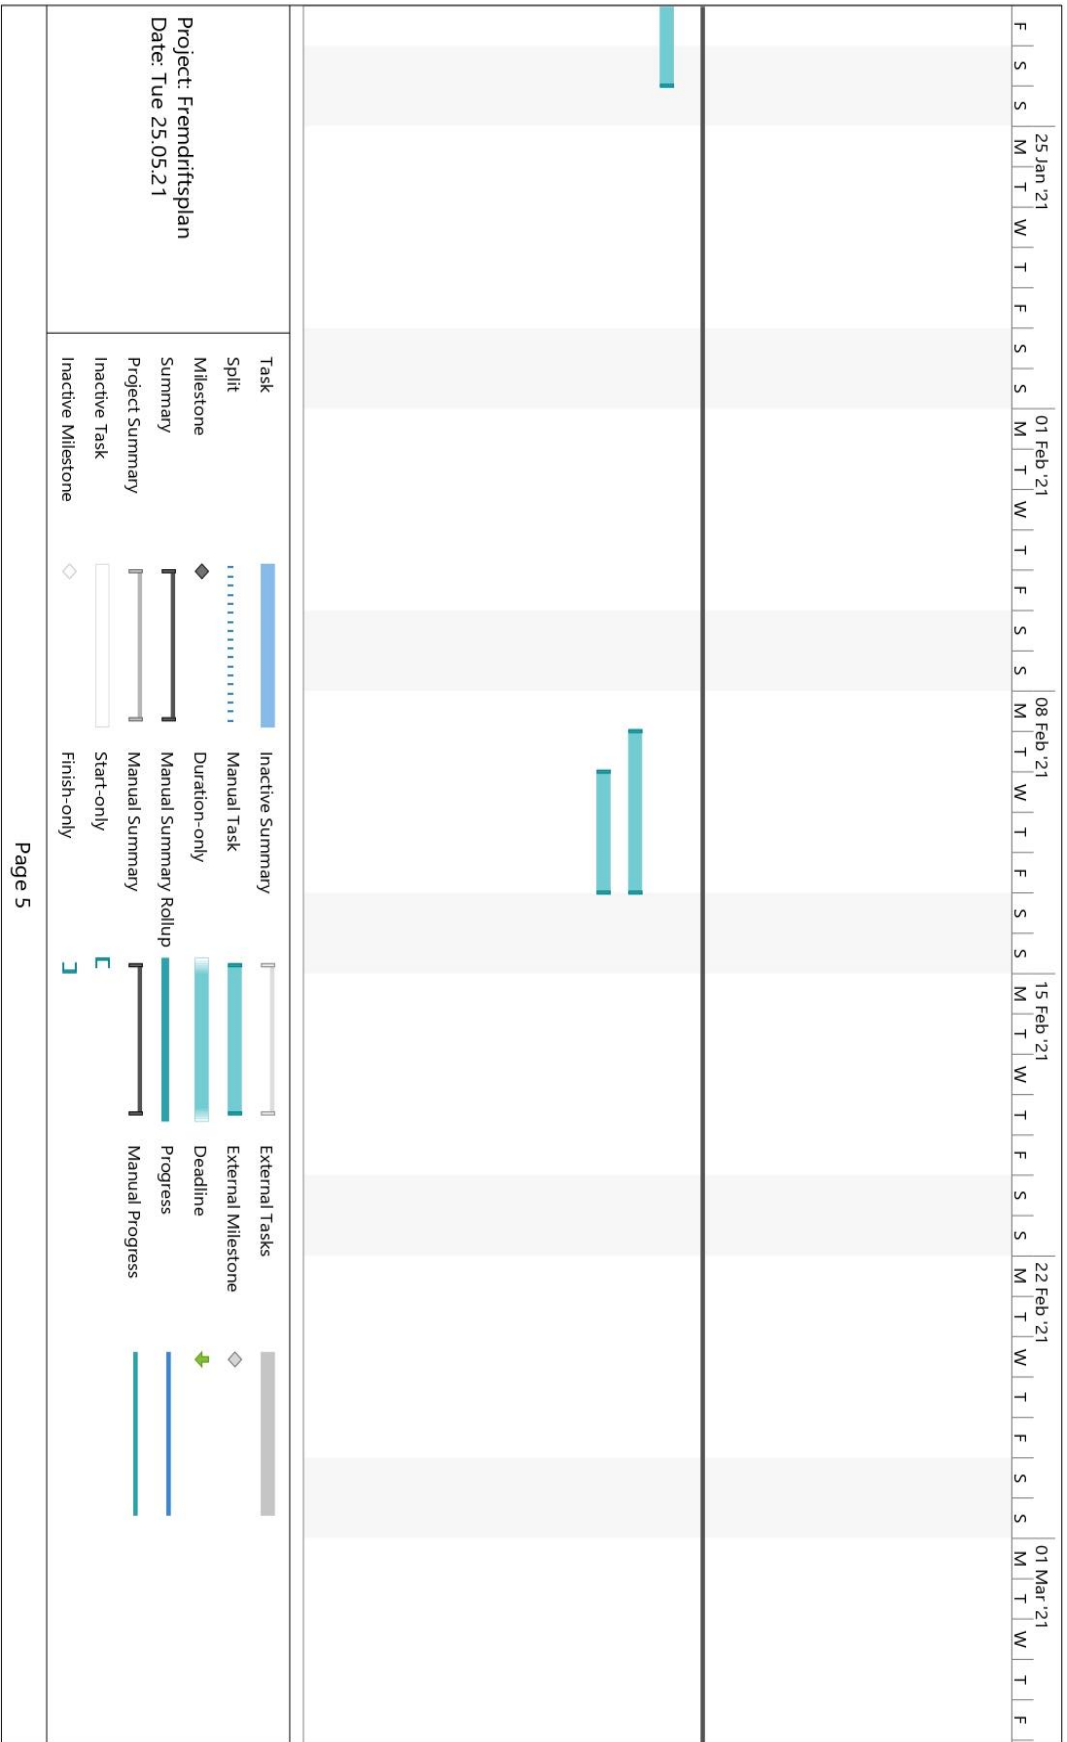 25 Jan '21 01 Feb '21 08 Feb '21 15 Feb '21 22 Feb '21 01 Mar '21
F S S M T W T F S S M T W T F S S M T W T F S S M T W T F S S M T W T F S S M T W T F
Project: Fremdriftsplan
Date: Tue 25.05.21
Task Inactive Summary External Tasks
Split Manual Task External Milestone
Milestone Duration-only Deadline
Summary Manual Summary Rollup Progress
Project Summary Manual Summary Manual Progress
Inactive Task Start-only
Inactive Milestone Finish-only
Page 5